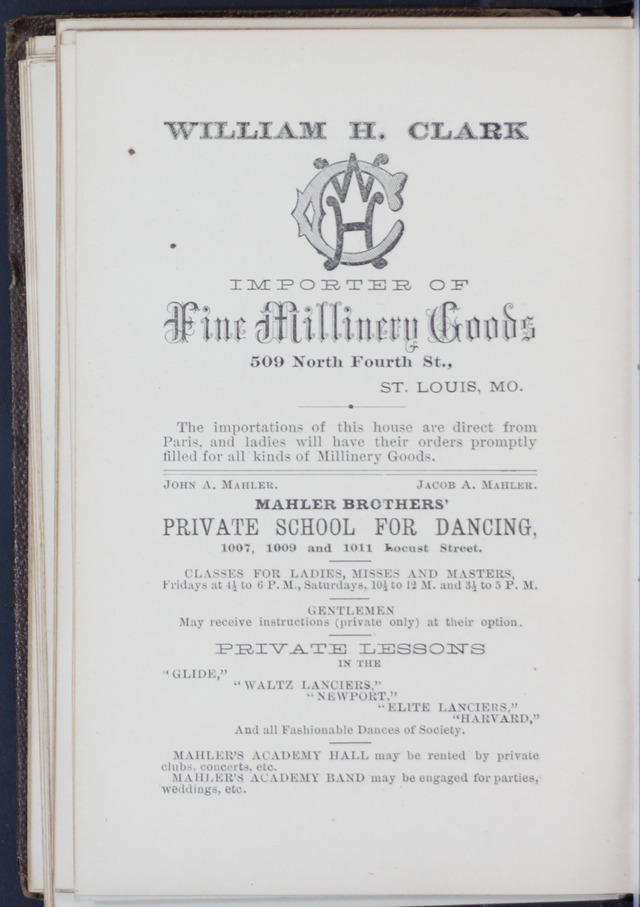 WILLIAM H. CLARK
WHC
IMPORTER OF
Fine Millinery Goods
509 North Fourth St.,
ST. LOUIS, MO.
The importations of this house are direct from
Paris, and ladies will have their orders promptly
filled for all kinds of Millinery Goods.
JOHN A. MAHLER. JACOB A. MAHLER.
MAHLER BROTHERS'
PRIVATE SCHOOL FOR DANCING,
1007, 1009 and 1011 Locust Street.
CLASSES FOR LADIES, MISSES AND MASTERS,
Fridays at 4½ to 6 P. M., Saturdays, 10½ to 12 M. and 3½ to 5 P. M.
GENTLEMEN
May receive instructions (private only) at their option.
PRIVATE LESSONS
IN THE
"GLIDE,"
"WALTZ LANCIERS,"
"NEWPORT,"
"ELITE LANCIERS,"
"HARVARD,"
And all Fashionable Dances of Society.
MAHLER'S ACADEMY HALL may be rented by private
clubs, concerts, etc.
MAHLER'S ACADEMY BAND may be engaged for parties,
weddings, etc.